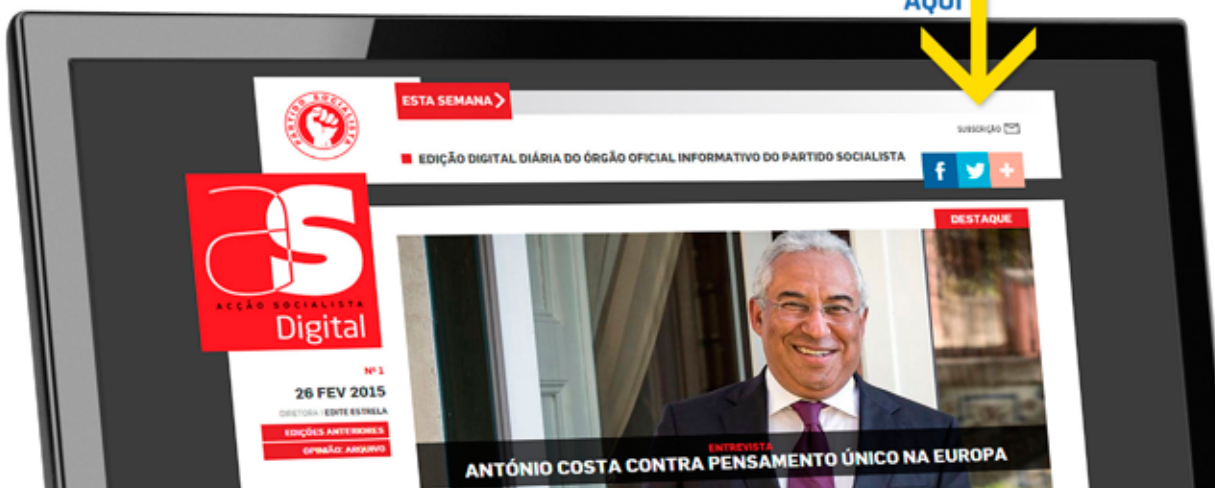 AQUI
PARTIDO SOCIALISTA
ESTA SEMANA
SUBSCRIÇÃO
EDIÇÃO DIGITAL DIÁRIA DO ÓRGÃO OFICIAL INFORMATIVO DO PARTIDO SOCIALISTA
f
DESTAQUE
aS
ACÇÃO SOCIALISTA
Digital
Nº 1
26 FEV 2015
DIRETORA : EDITE ESTRELA
EDIÇÕES ANTERIORES
OPINIÃO: ARQUIVO
ENTREVISTA
ANTÓNIO COSTA CONTRA PENSAMENTO ÚNICO NA EUROPA